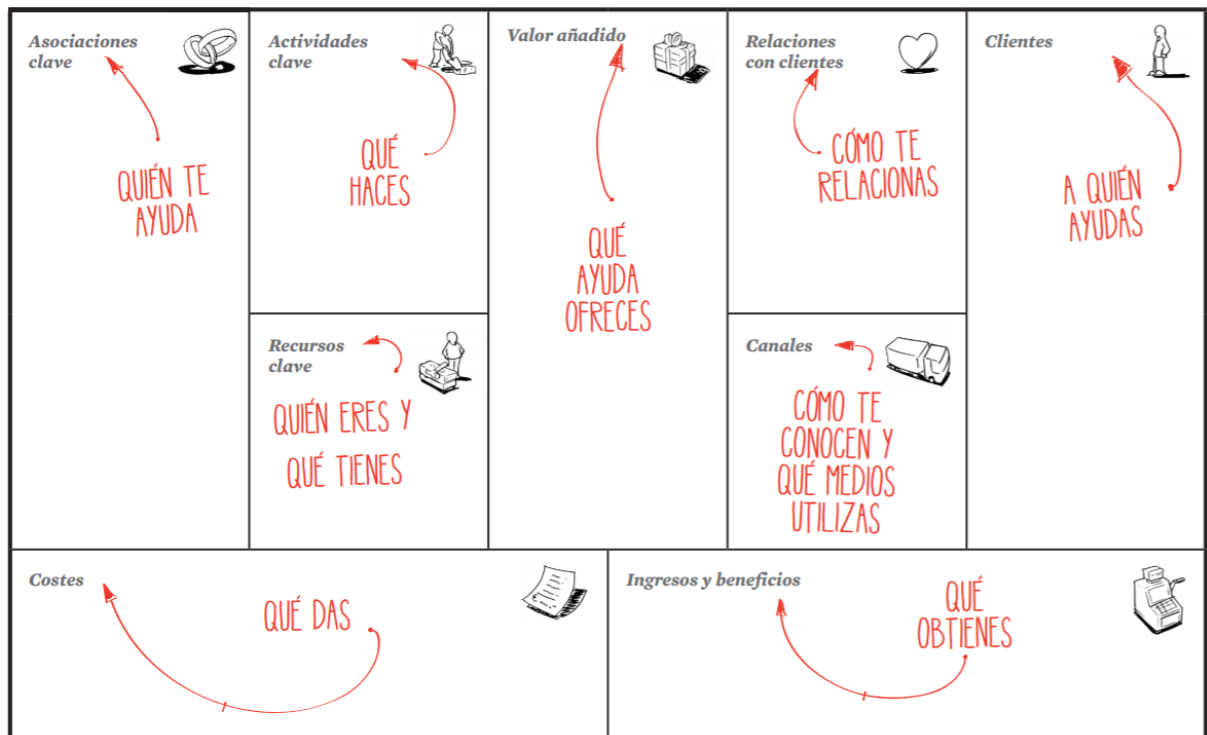 Asociaciones
clave
QUIÉN TE
AYUDA
Actividades
clave
QUÉ
HACES
Recursos
clave
QUIÉN ERES Y
QUÉ TIENES
Valor añadido
QUÉ
AYUDA
OFRECES
Relaciones
con clientes
CÓMO TE
RELACIONAS
Canales
CÓMO TE
CONOCEN Y
QUÉ MEDIOS
UTILIZAS
Clientes
A QUIÉN
AYUDAS
Costes
QUÉ DAS
Ingresos y beneficios
QUÉ
OBTIENES